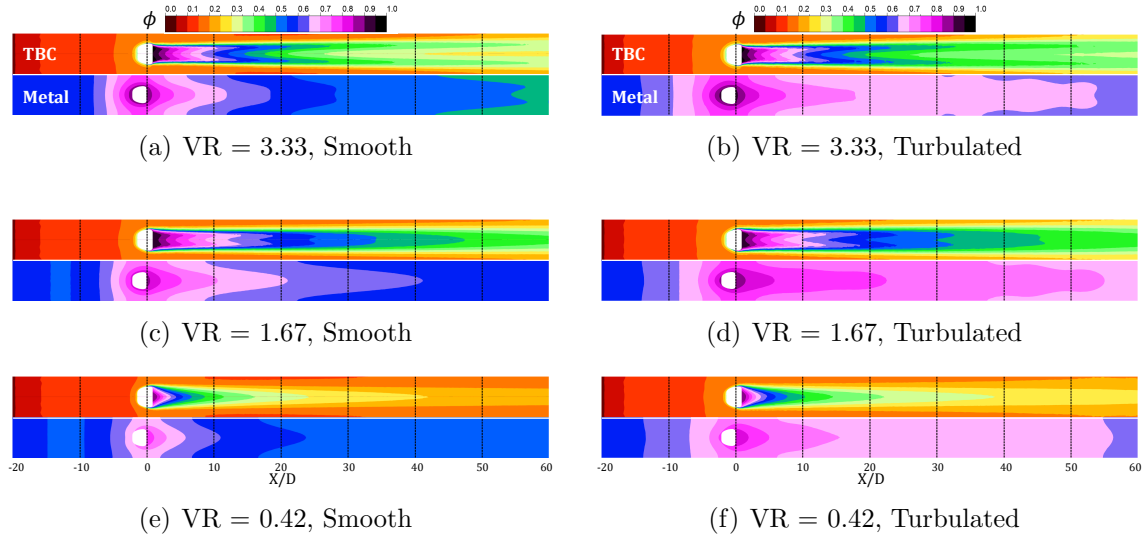 ϕ 0.0 0.1 0.2 0.3 0.4 0.5 0.6 0.7 0.8 0.9 1.0
ϕ 0.0 0.1 0.2 0.3 0.4 0.5 0.6 0.7 0.8 0.9 1.0
TBC
Metal
TBC
Metal
(a) VR = 3.33, Smooth
(b) VR = 3.33, Turbulated
(c) VR = 1.67, Smooth
(d) VR = 1.67, Turbulated
-20 -10 0 10 20 30 40 50 60
X/D
-20 -10 0 10 20 30 40 50 60
X/D
(e) VR = 0.42, Smooth
(f) VR = 0.42, Turbulated